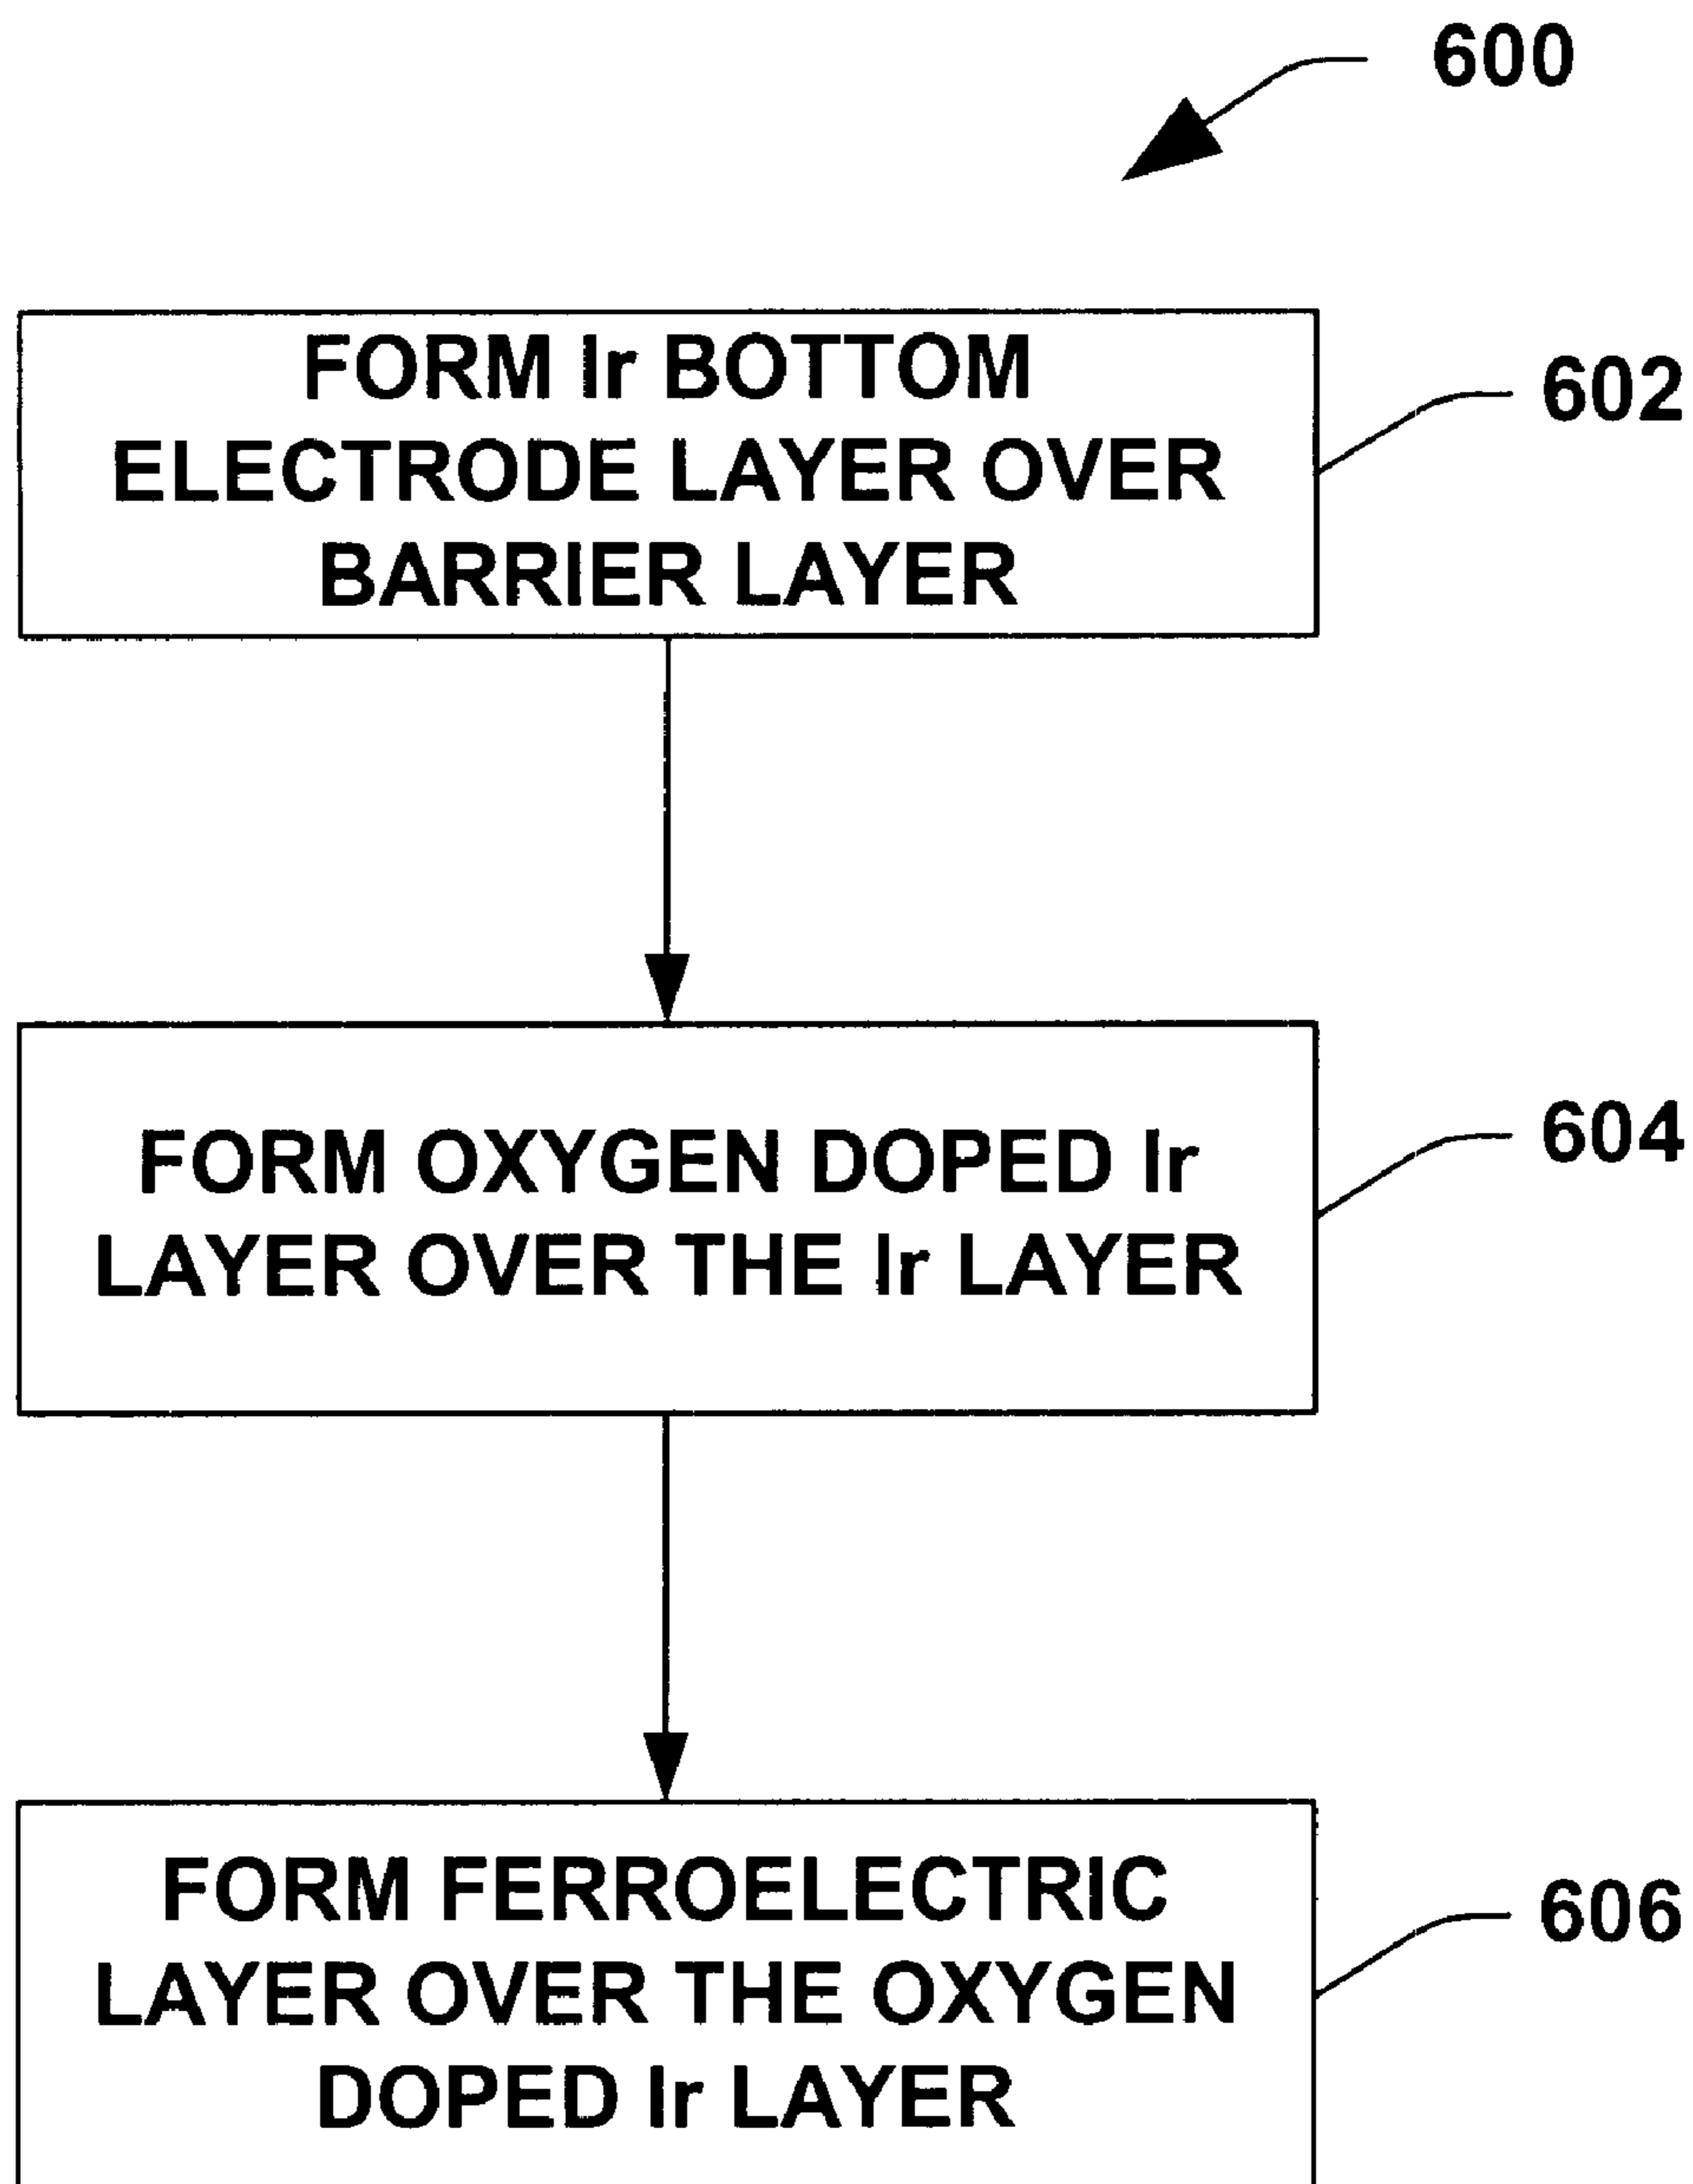 600
FORM Ir BOTTOM
ELECTRODE LAYER OVER
BARRIER LAYER
602
FORM OXYGEN DOPED Ir
LAYER OVER THE Ir LAYER
604
FORM FERROELECTRIC
LAYER OVER THE OXYGEN
DOPED Ir LAYER
606